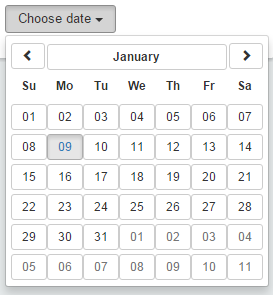 Choose date
January
Su Mo Tu We Th Fr Sa
01 02 03 04 05 06 07
08 09 10 11 12 13 14
15 16 17 18 19 20 21
22 23 24 25 26 27 28
29 30 31 01 02 03 04
05 06 07 08 09 10 11